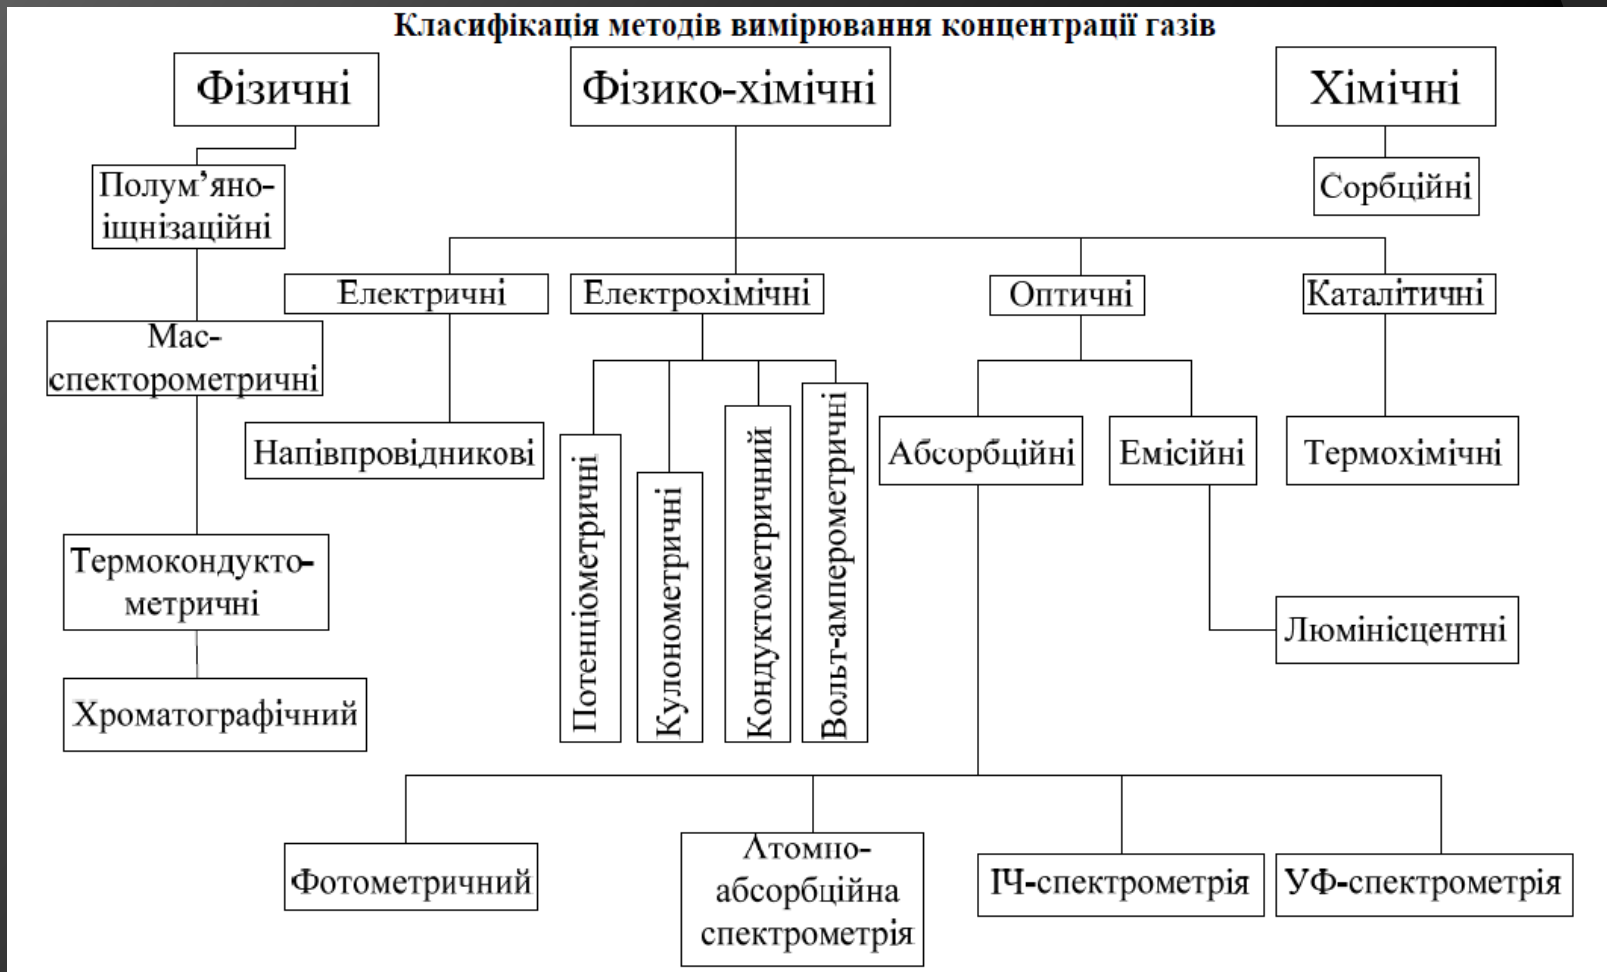 Класифікація методів вимірювання концентрації газів
Фізичні
Фізико-хімічні
Хімічні
Полум’яно-
іщнізаційні
Сорбційні
Електричні
Електрохімічні
Оптичні
Каталітичні
Мас-
спекторометричні
Напівпровідникові
Потенціометричні
Кулонометричні
Кондуктометричний
Вольт-амперометричні
Абсорбційні
Емісійні
Термохімічні
Термокондукто-
метричні
Люмінісцентні
Хроматографічний
Фотометричний
Атомно-
абсорбційна
спектрометрія
ІЧ-спектрометрія
УФ-спектрометрія